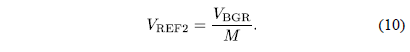 V_REF2 = V_BGR / M. (10)